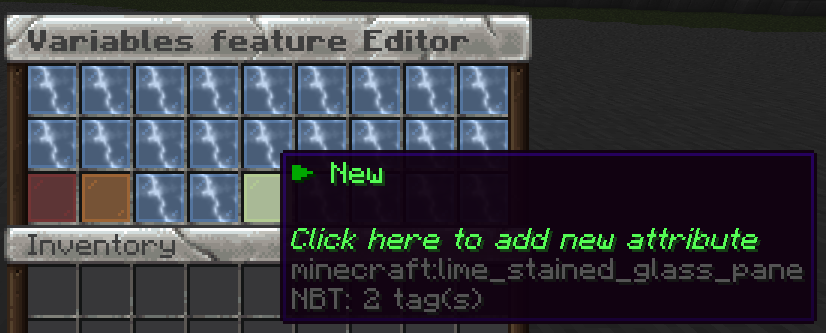 Variables feature Editor
► New
Click here to add new attribute
minecraft:lime_stained_glass_pane
NBT: 2 tag(s)
Inventory